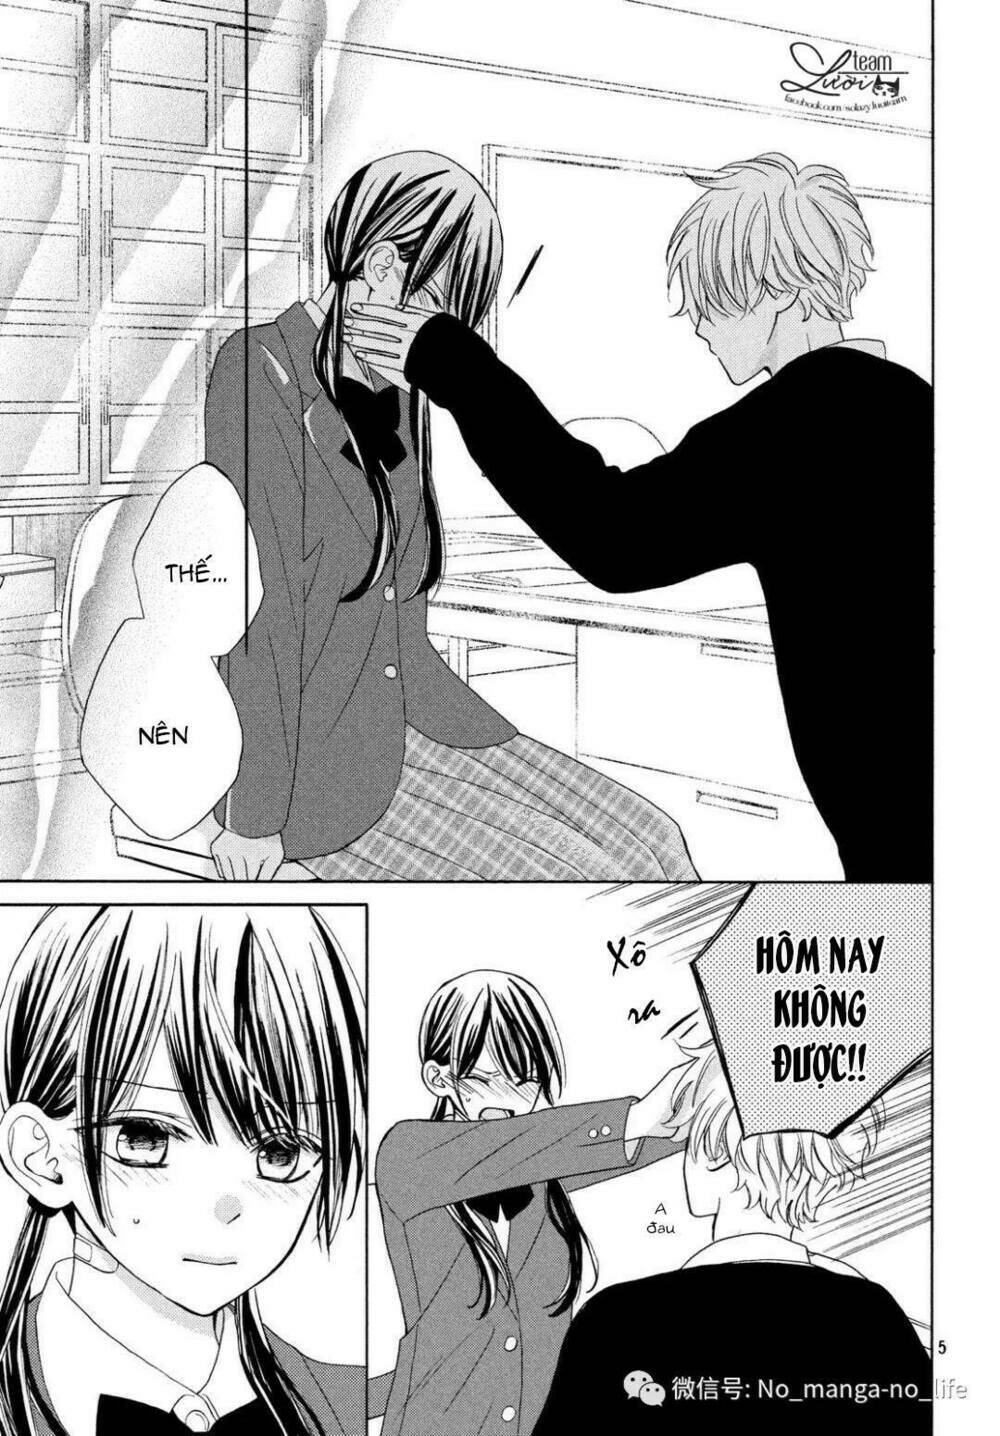 team
Lười
facebook.com/solazy.luoiteam
THẾ...
NÊN
HÔM NAY
KHÔNG
ĐƯỢC!!
Xô
ra
A
đau
5
微信号: No_manga-no_life